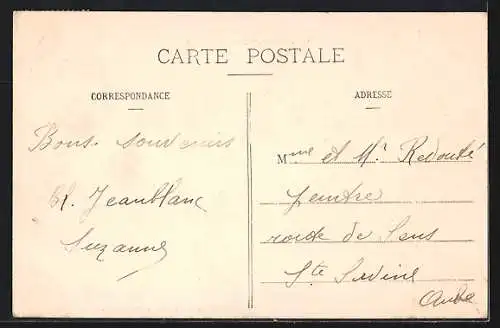 CARTE POSTALE
CORRESPONDANCE
ADRESSE
Bons souvenirs
Jeanblanc
Suzanne
Mme et Mr Redouté
peintre
route de Sens
Ste Savine
Aube